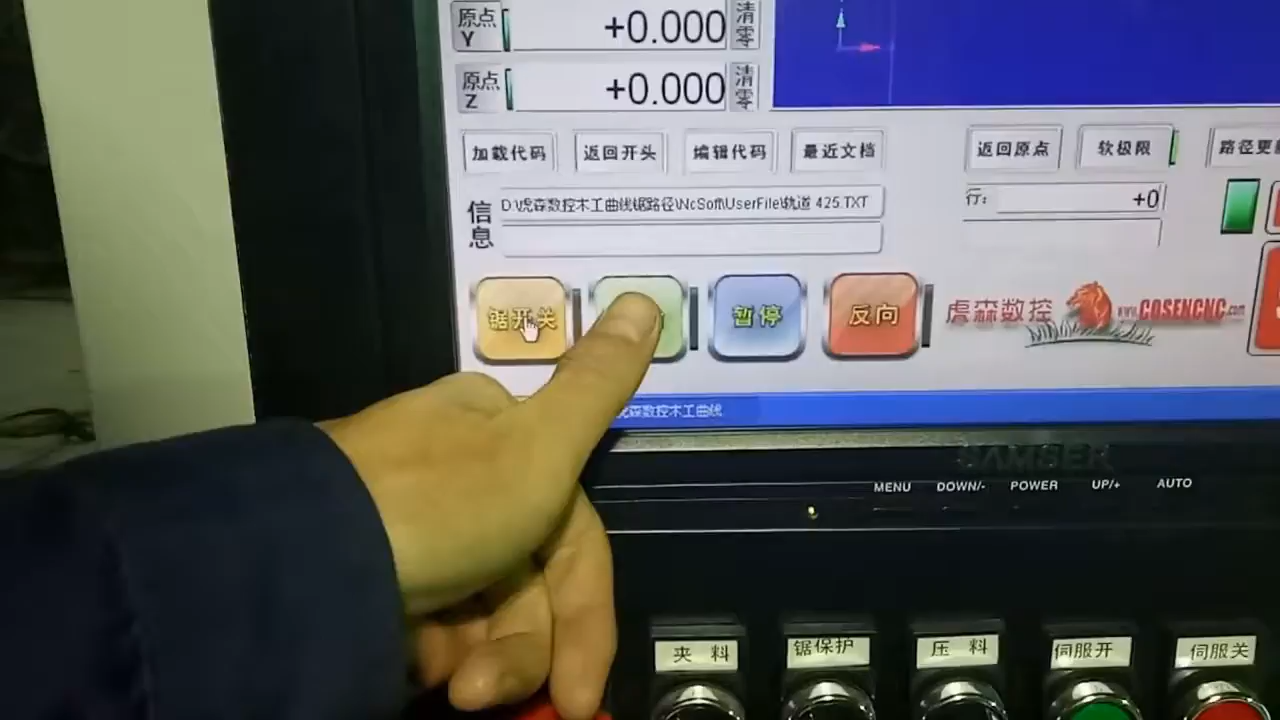 原点 Y +0.000 清零
原点 Z +0.000 清零
加载代码 返回开头 编辑代码 最近文档 返回原点 软极限 路径更新
信息 D:\虎森数控木工曲线锯路径\NcSoft\UserFile\轨道 425.TXT 行: +0
锯开关 暂停 反向 虎森数控 www.COSENCNC.com
虎森数控木工曲线
SAMSER
MENU DOWN/- POWER UP/+ AUTO
夹 料 锯保护 压 料 伺服开 伺服关